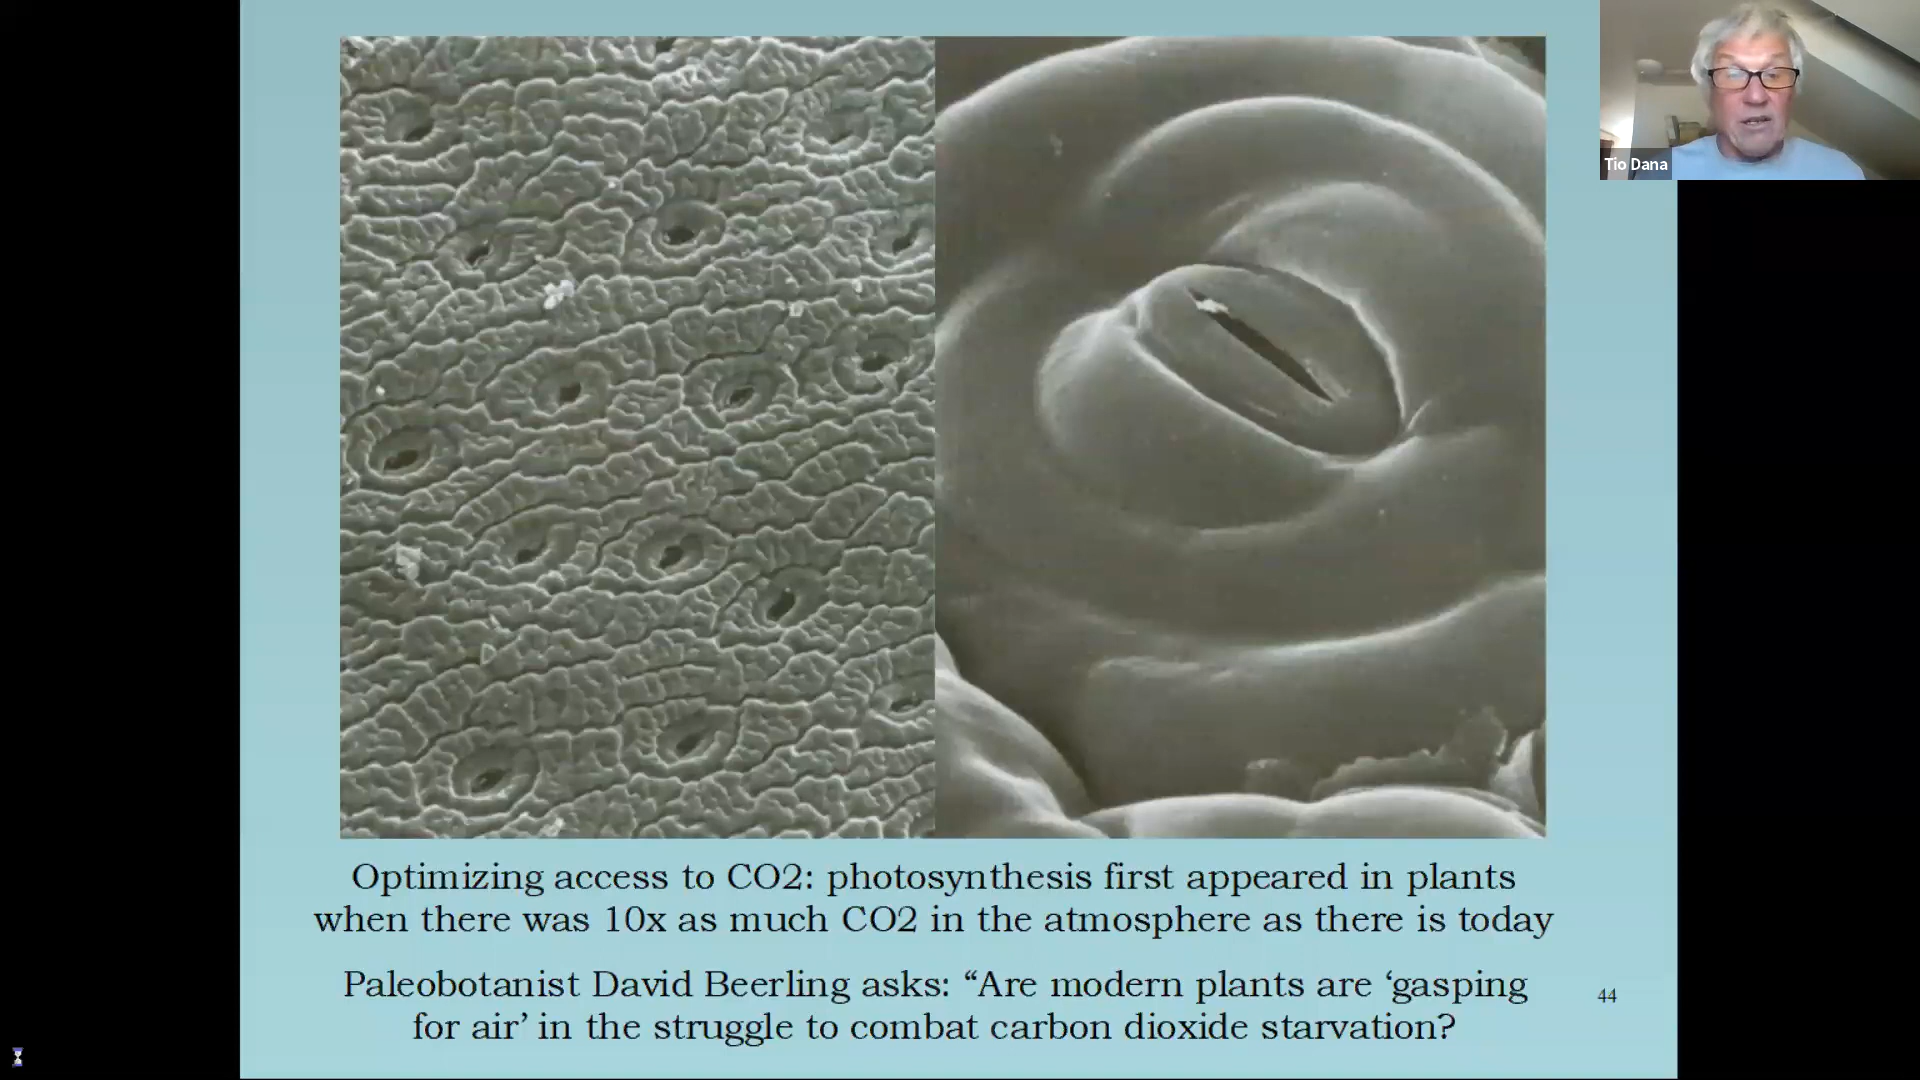 Tio Dana
Optimizing access to CO2: photosynthesis first appeared in plants
when there was 10x as much CO2 in the atmosphere as there is today
Paleobotanist David Beerling asks: “Are modern plants are ‘gasping
for air’ in the struggle to combat carbon dioxide starvation?
44